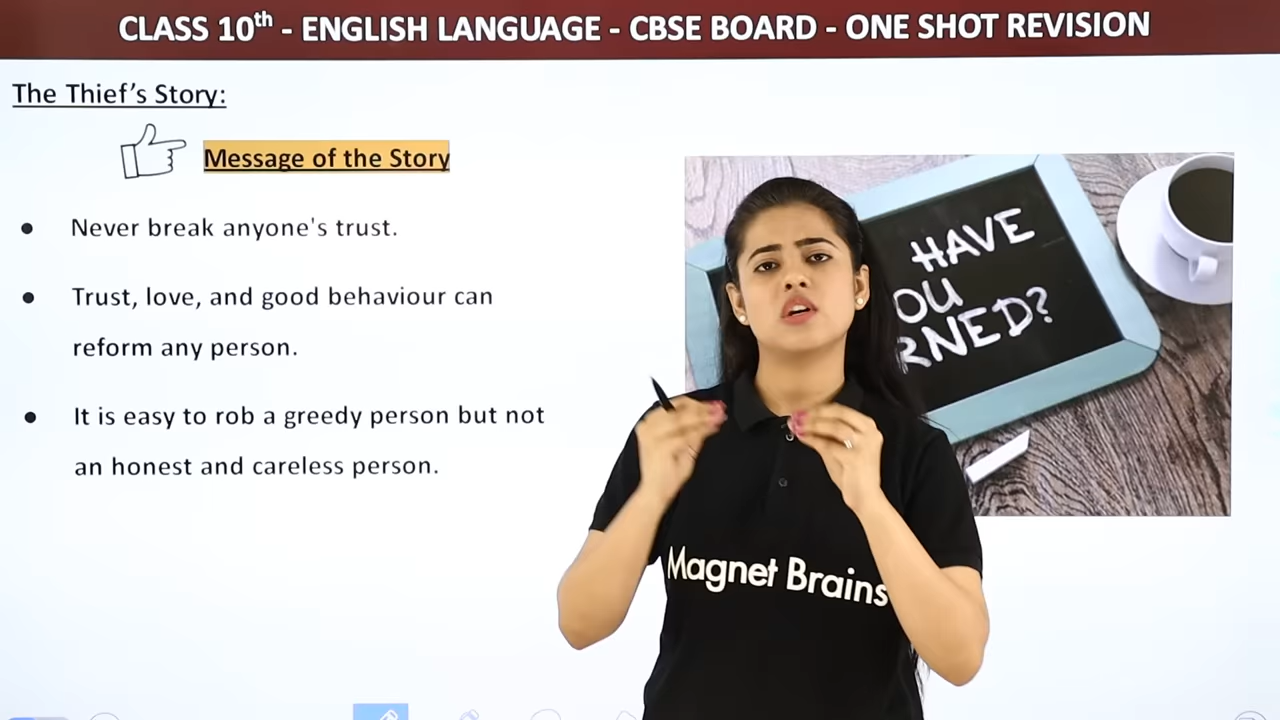 CLASS 10th - ENGLISH LANGUAGE - CBSE BOARD - ONE SHOT REVISION
The Thief's Story:
Message of the Story
● Never break anyone's trust.
● Trust, love, and good behaviour can
reform any person.
● It is easy to rob a greedy person but not
an honest and careless person.
HAVE
OU
RNED?
Magnet Brains